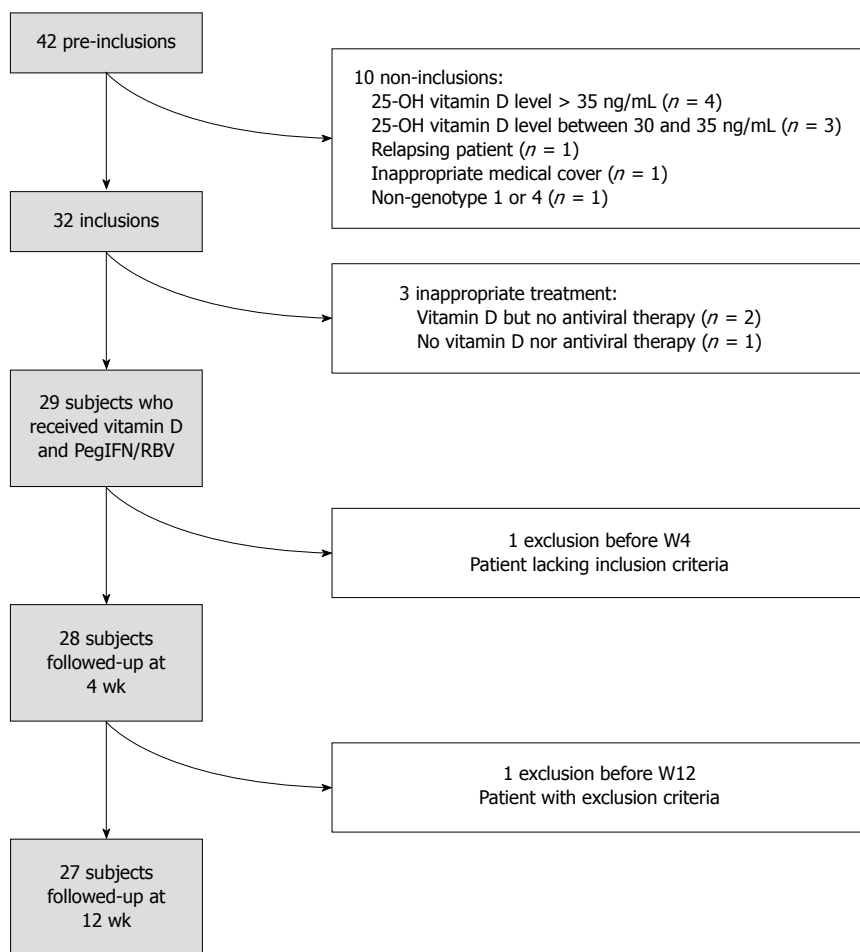 42 pre-inclusions
10 non-inclusions:
25-OH vitamin D level > 35 ng/mL (n = 4)
25-OH vitamin D level between 30 and 35 ng/mL (n = 3)
Relapsing patient (n = 1)
Inappropriate medical cover (n = 1)
Non-genotype 1 or 4 (n = 1)
32 inclusions
3 inappropriate treatment:
Vitamin D but no antiviral therapy (n = 2)
No vitamin D nor antiviral therapy (n = 1)
29 subjects who
received vitamin D
and PegIFN/RBV
1 exclusion before W4
Patient lacking inclusion criteria
28 subjects
followed-up at
4 wk
1 exclusion before W12
Patient with exclusion criteria
27 subjects
followed-up at
12 wk